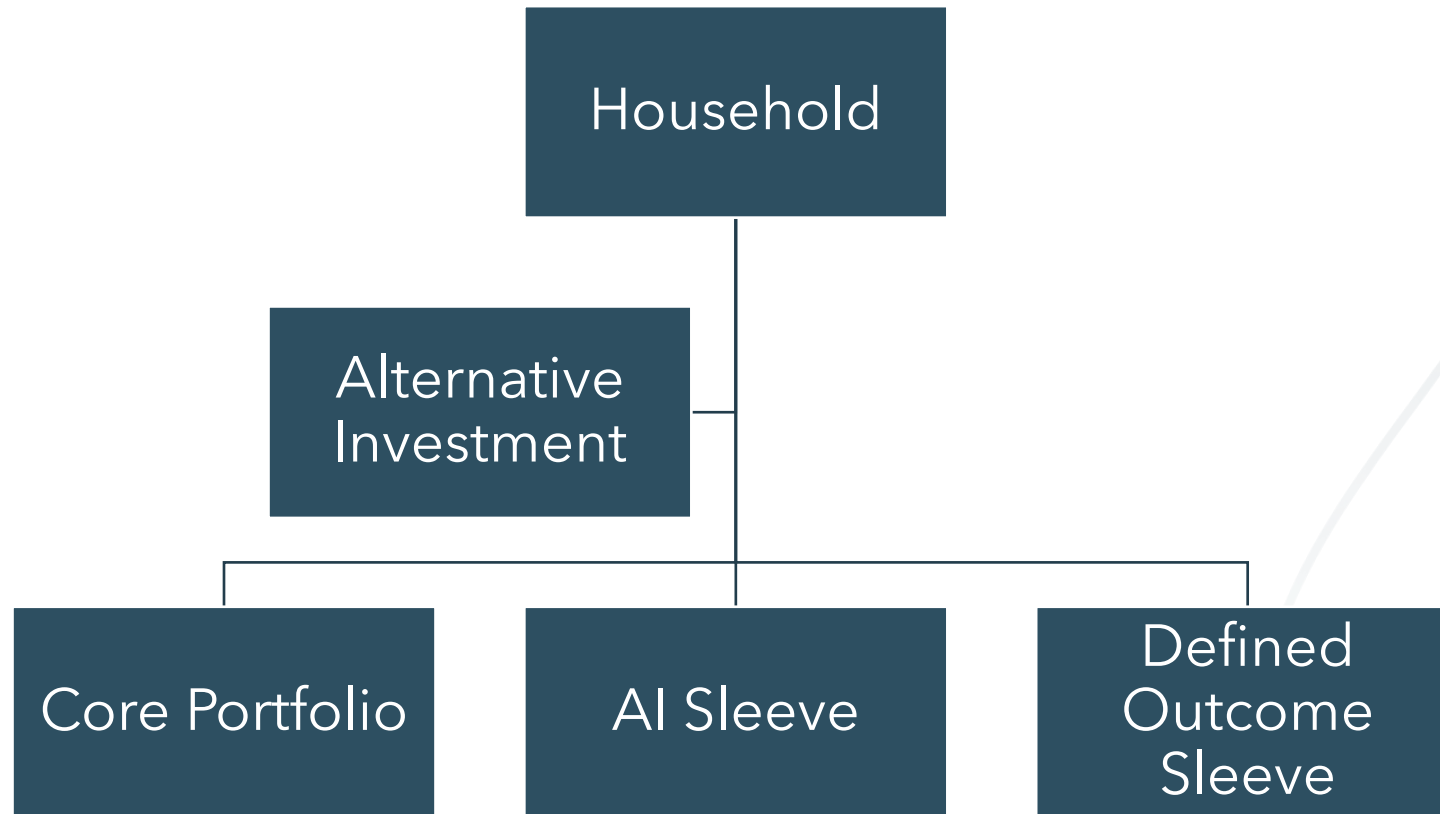 Household
Alternative
Investment
Core Portfolio
AI Sleeve
Defined
Outcome
Sleeve